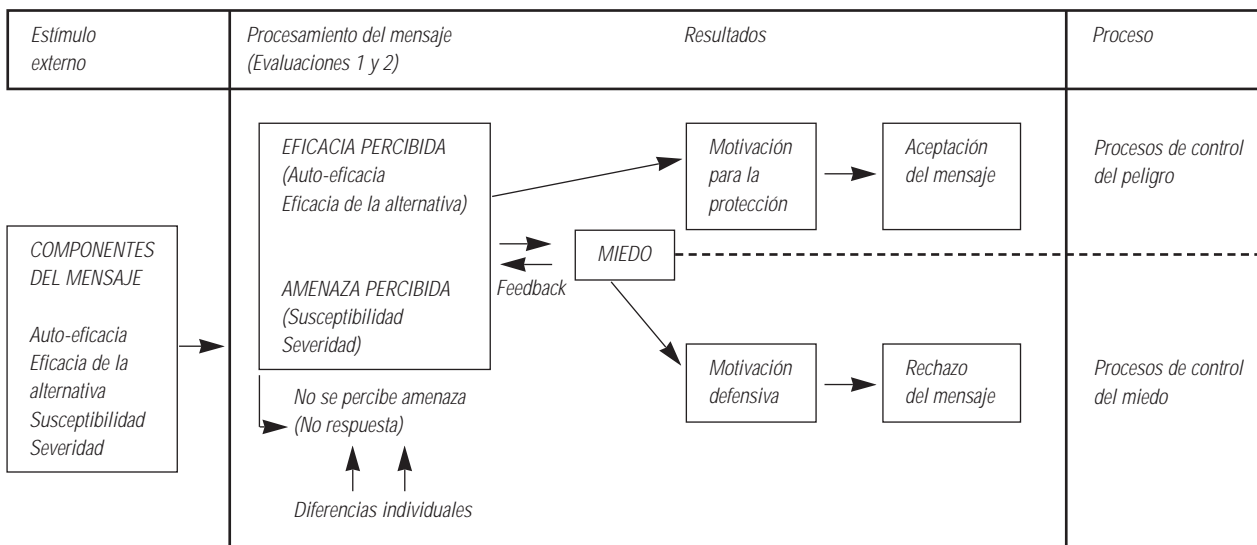 Estímulo
externo
Procesamiento del mensaje
(Evaluaciones 1 y 2)
Resultados
Proceso
COMPONENTES
DEL MENSAJE
Auto-eficacia
Eficacia de la
alternativa
Susceptibilidad
Severidad
EFICACIA PERCIBIDA
(Auto-eficacia
Eficacia de la alternativa)
AMENAZA PERCIBIDA
(Susceptibilidad
Severidad)
No se percibe amenaza
(No respuesta)
Diferencias individuales
Feedback
MIEDO
Motivación
para la
protección
Aceptación
del mensaje
Motivación
defensiva
Rechazo
del mensaje
Procesos de control
del peligro
Procesos de control
del miedo